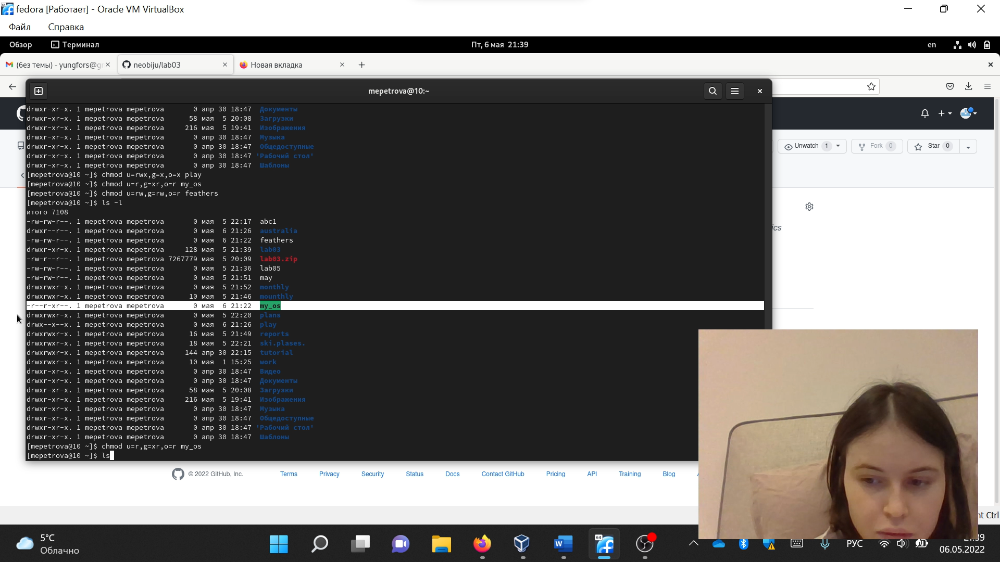 fedora [Работает] - Oracle VM VirtualBox
Файл Справка
Обзор Терминал Пт, 6 мая 21:39 en
(без темы) - yungfors@g neobiju/lab03 Новая вкладка
mepetrova@10:~
drwxr-xr-x. 1 mepetrova mepetrova 0 апр 30 18:47 Документы
drwxr-xr-x. 1 mepetrova mepetrova 58 мая 5 20:08 Загрузки
drwxr-xr-x. 1 mepetrova mepetrova 216 мая 5 19:41 Изображения
drwxr-xr-x. 1 mepetrova mepetrova 0 апр 30 18:47 Музыка
drwxr-xr-x. 1 mepetrova mepetrova 0 апр 30 18:47 Общедоступные
drwxr-xr-x. 1 mepetrova mepetrova 0 апр 30 18:47 'Рабочий стол'
drwxr-xr-x. 1 mepetrova mepetrova 0 апр 30 18:47 Шаблоны
[mepetrova@10 ~]$ chmod u=rwx,g=x,o=x play
[mepetrova@10 ~]$ chmod u=r,g=xr,o=r my_os
[mepetrova@10 ~]$ chmod u=rw,g=rw,o=r feathers
[mepetrova@10 ~]$ ls -l
итого 7108
-rw-rw-r--. 1 mepetrova mepetrova 0 мая 5 22:17 abc1
drwxr--r--. 1 mepetrova mepetrova 0 мая 6 21:26 australia
-rw-rw-r--. 1 mepetrova mepetrova 0 мая 6 21:22 feathers
drwxr-xr-x. 1 mepetrova mepetrova 128 мая 5 21:39 lab03
-rw-r--r--. 1 mepetrova mepetrova 7267779 мая 5 20:09 lab03.zip
-rw-rw-r--. 1 mepetrova mepetrova 0 мая 5 21:36 lab05
-rw-rw-r--. 1 mepetrova mepetrova 0 мая 5 21:51 may
drwxrwxr-x. 1 mepetrova mepetrova 0 мая 5 21:52 monthly
drwxrwxr-x. 1 mepetrova mepetrova 10 мая 5 21:46 mounthly
-r--r-xr--. 1 mepetrova mepetrova 0 мая 6 21:22 my_os
drwxrwxr-x. 1 mepetrova mepetrova 0 мая 5 22:20 plans
drwx--x--x. 1 mepetrova mepetrova 0 мая 6 21:26 play
drwxrwxr-x. 1 mepetrova mepetrova 16 мая 5 21:49 reports
drwxrwxr-x. 1 mepetrova mepetrova 18 мая 5 22:21 ski.plases.
drwxrwxr-x. 1 mepetrova mepetrova 144 апр 30 22:15 tutorial
drwxrwxr-x. 1 mepetrova mepetrova 10 мая 1 15:25 work
drwxr-xr-x. 1 mepetrova mepetrova 0 апр 30 18:47 Видео
drwxr-xr-x. 1 mepetrova mepetrova 0 апр 30 18:47 Документы
drwxr-xr-x. 1 mepetrova mepetrova 58 мая 5 20:08 Загрузки
drwxr-xr-x. 1 mepetrova mepetrova 216 мая 5 19:41 Изображения
drwxr-xr-x. 1 mepetrova mepetrova 0 апр 30 18:47 Музыка
drwxr-xr-x. 1 mepetrova mepetrova 0 апр 30 18:47 Общедоступные
drwxr-xr-x. 1 mepetrova mepetrova 0 апр 30 18:47 'Рабочий стол'
drwxr-xr-x. 1 mepetrova mepetrova 0 апр 30 18:47 Шаблоны
[mepetrova@10 ~]$ chmod u=r,g=xr,o=r my_os
[mepetrova@10 ~]$ ls
Unwatch 1 Fork 0 Star 0
ics
© 2022 GitHub, Inc. Terms Privacy Security Status Docs Contact GitHub Pricing API Training Blog
Ctrl
5°C
Облачно
64
РУС
06.05.2022